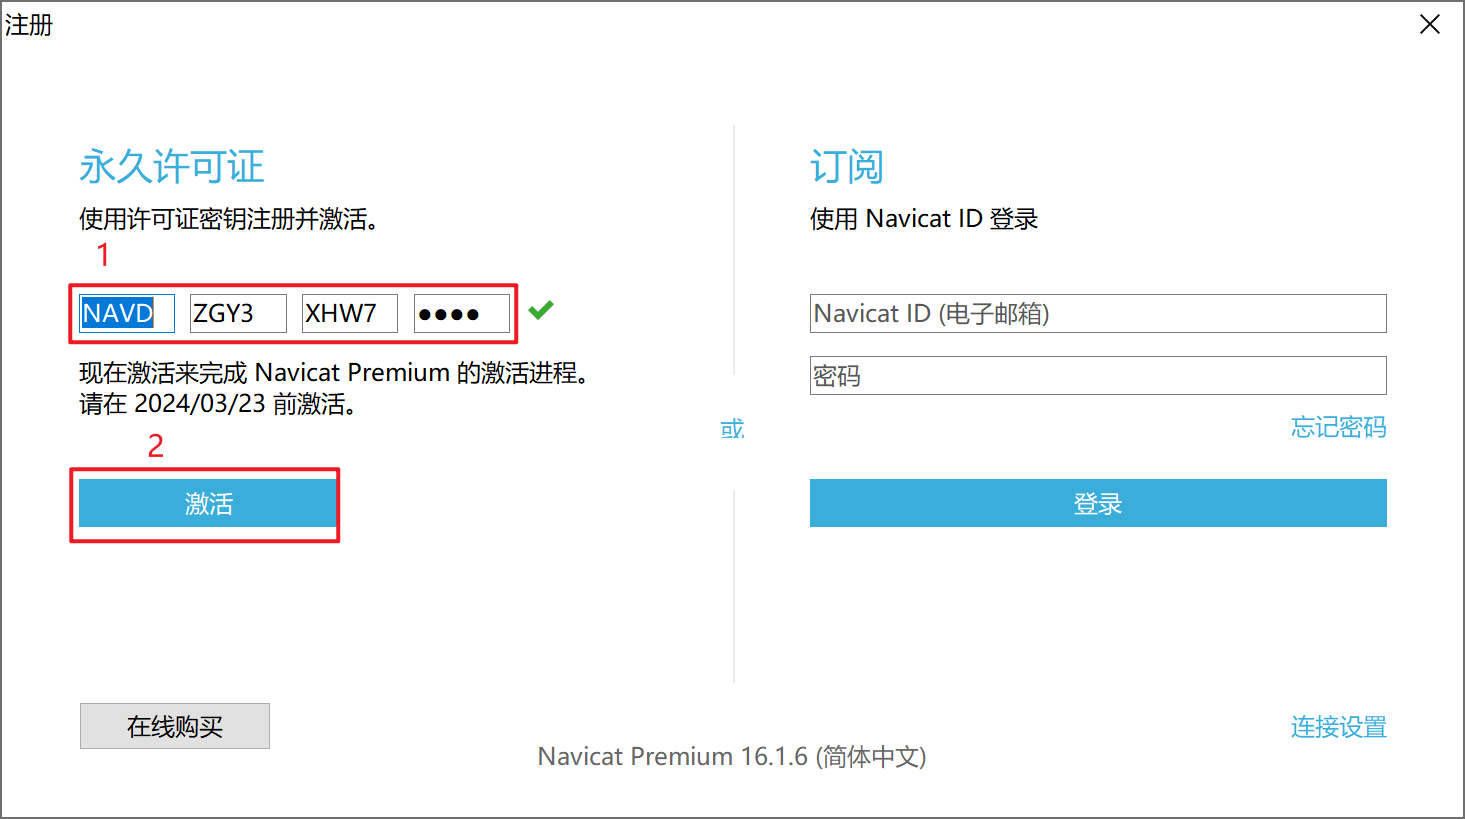 注册
永久许可证
使用许可证密钥注册并激活。
1
NAVD ZGY3 XHW7 ●●●●
现在激活来完成 Navicat Premium 的激活进程。
请在 2024/03/23 前激活。
2
激活
在线购买
或
订阅
使用 Navicat ID 登录
Navicat ID (电子邮箱)
密码
忘记密码
登录
连接设置
Navicat Premium 16.1.6 (简体中文)